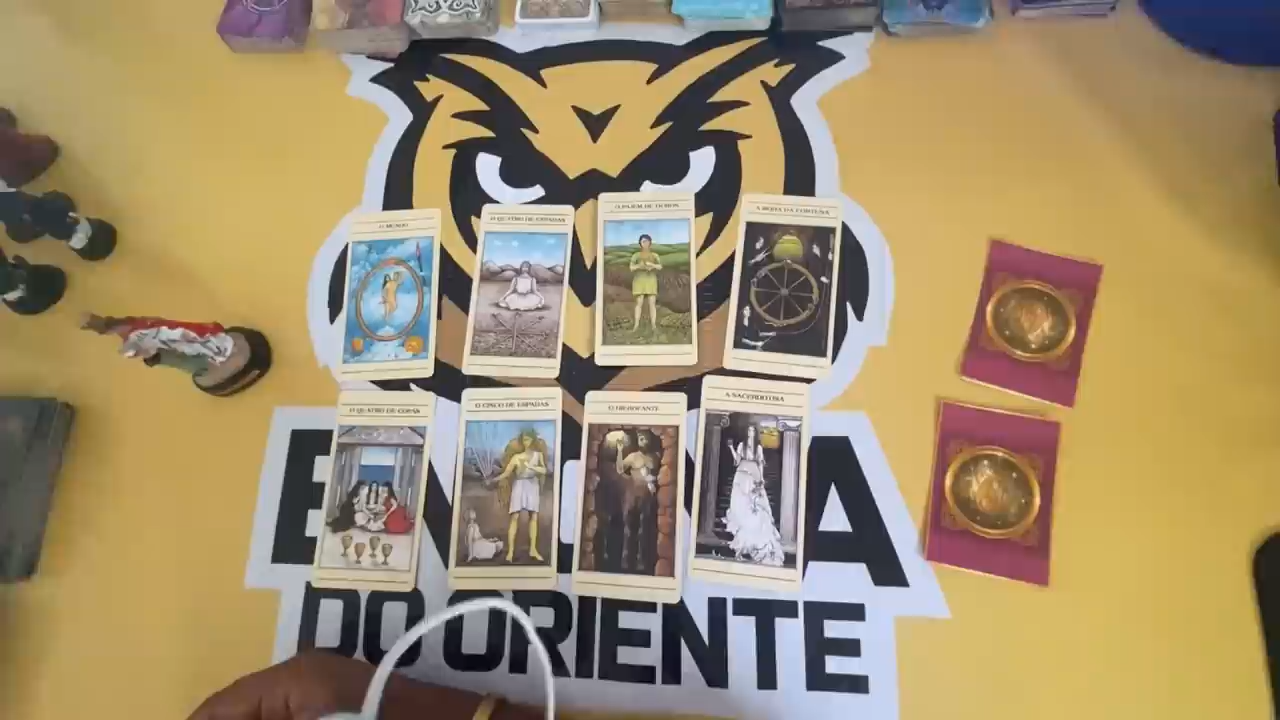 O MUNDO
O QUATRO DE ESPADAS
O PAJEM DE OUROS
A RODA DA FORTUNA
O QUATRO DE COPAS
O CINCO DE ESPADAS
O HIEROFANTE
A SACERDOTISA
DO ORIENTE